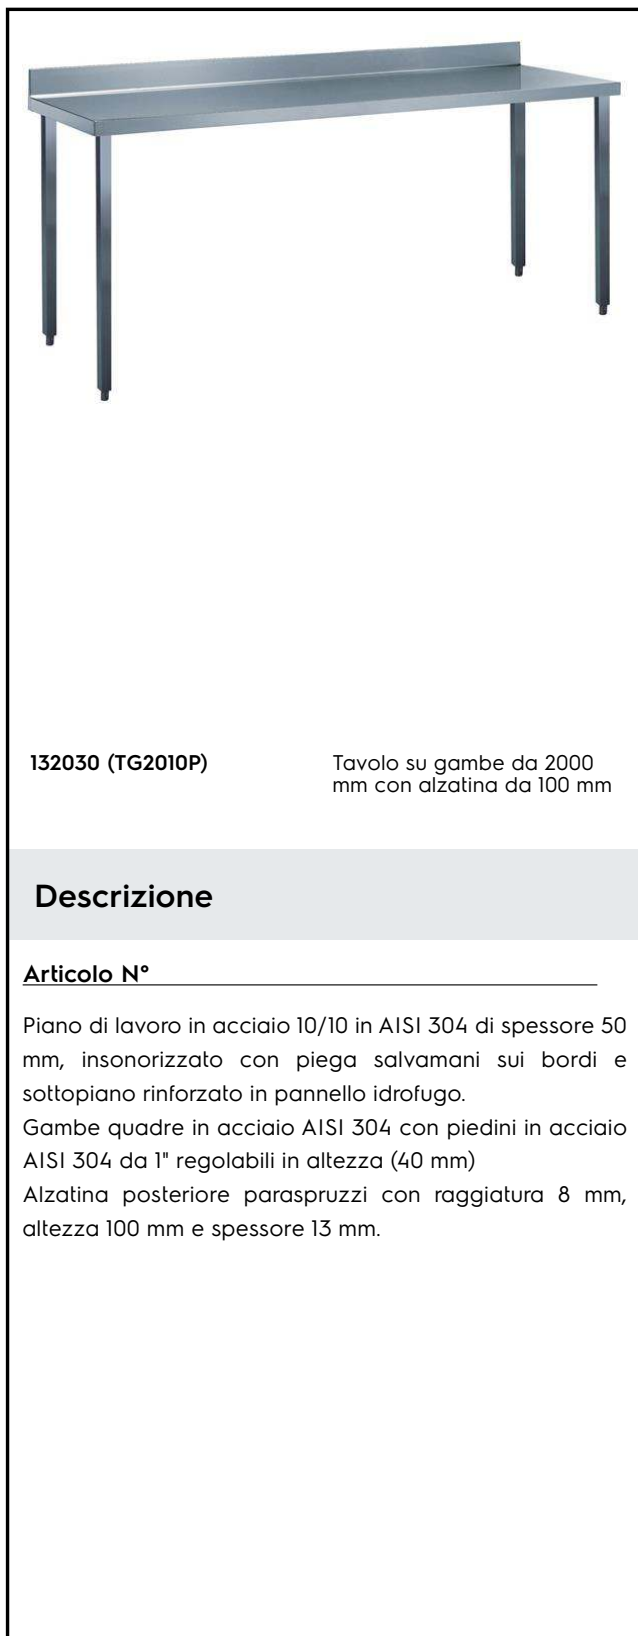 132030 (TG2010P)
Tavolo su gambe da 2000
mm con alzatina da 100 mm
Descrizione
Articolo N°
Piano di lavoro in acciaio 10/10 in AISI 304 di spessore 50
mm, insonorizzato con piega salvamani sui bordi e
sottopiano rinforzato in pannello idrofugo.
Gambe quadre in acciaio AISI 304 con piedini in acciaio
AISI 304 da 1" regolabili in altezza (40 mm)
Alzatina posteriore paraspruzzi con raggiatura 8 mm,
altezza 100 mm e spessore 13 mm.